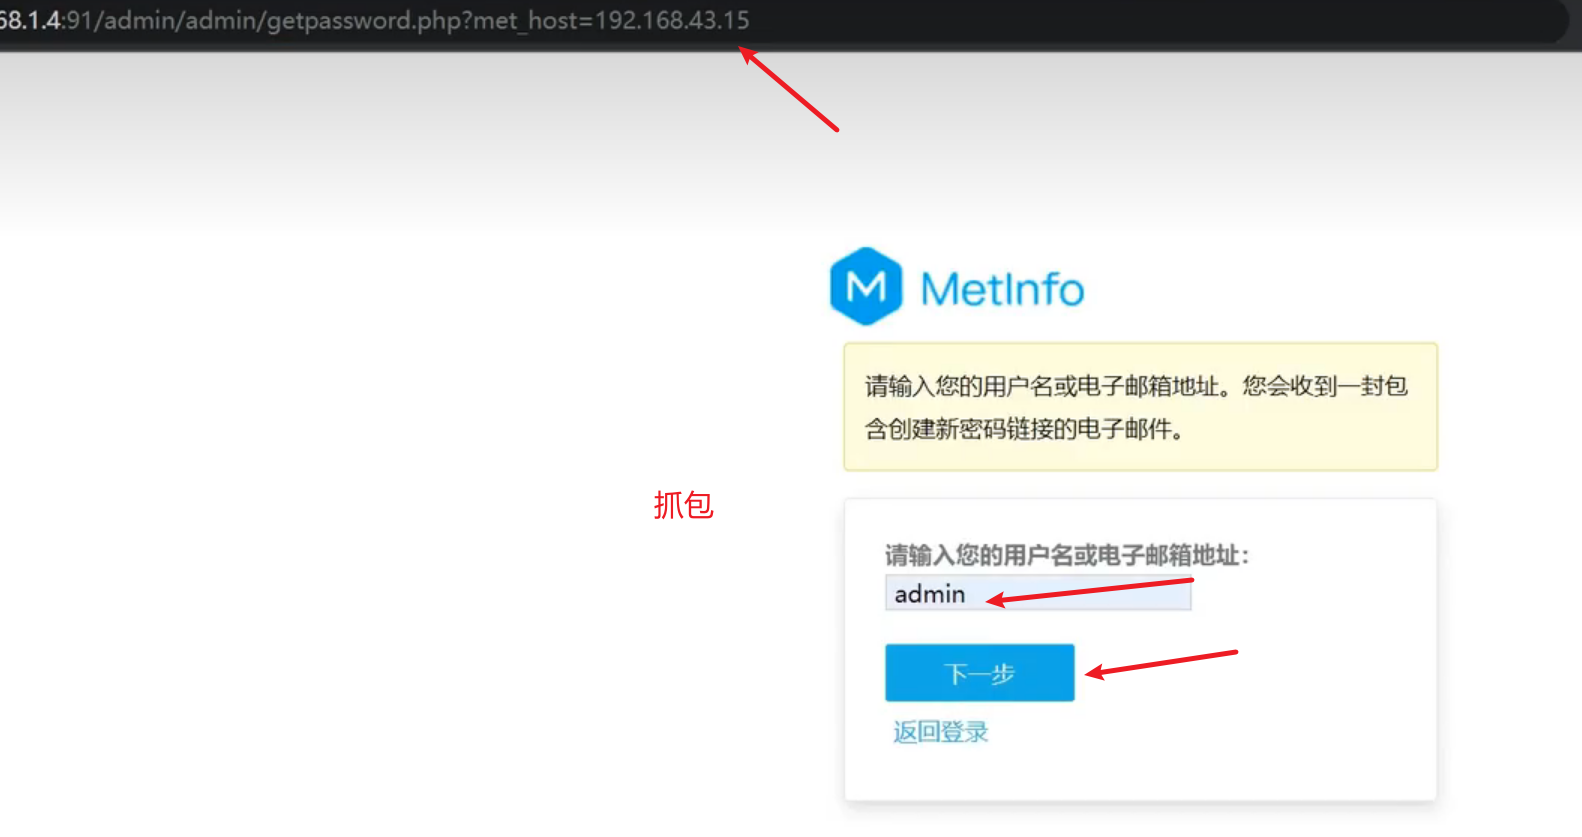 68.1.4:91/admin/admin/getpassword.php?met_host=192.168.43.15
MetInfo
请输入您的用户名或电子邮箱地址。您会收到一封包
含创建新密码链接的电子邮件。
抓包
请输入您的用户名或电子邮箱地址：
admin
下一步
返回登录